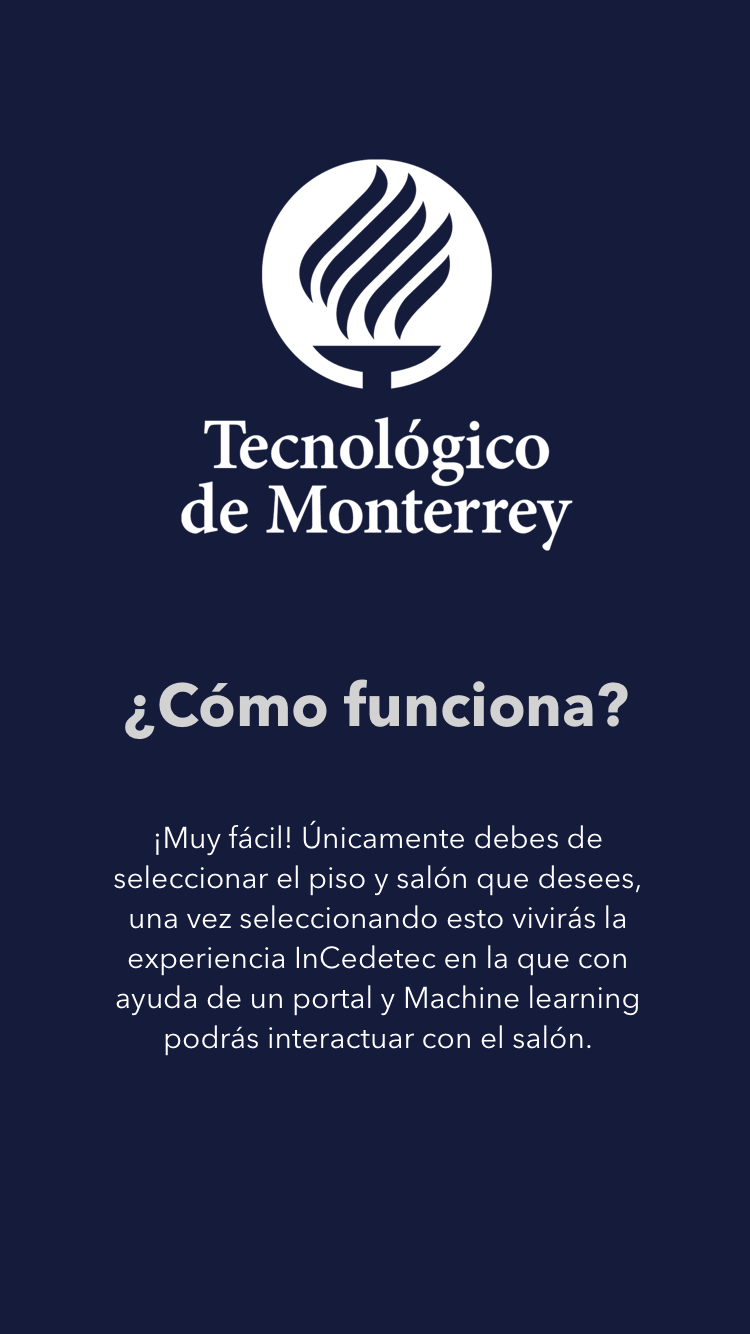 Tecnológico
de Monterrey
¿Cómo funciona?
¡Muy fácil! Únicamente debes de
seleccionar el piso y salón que desees,
una vez seleccionando esto vivirás la
experiencia InCedetec en la que con
ayuda de un portal y Machine learning
podrás interactuar con el salón.